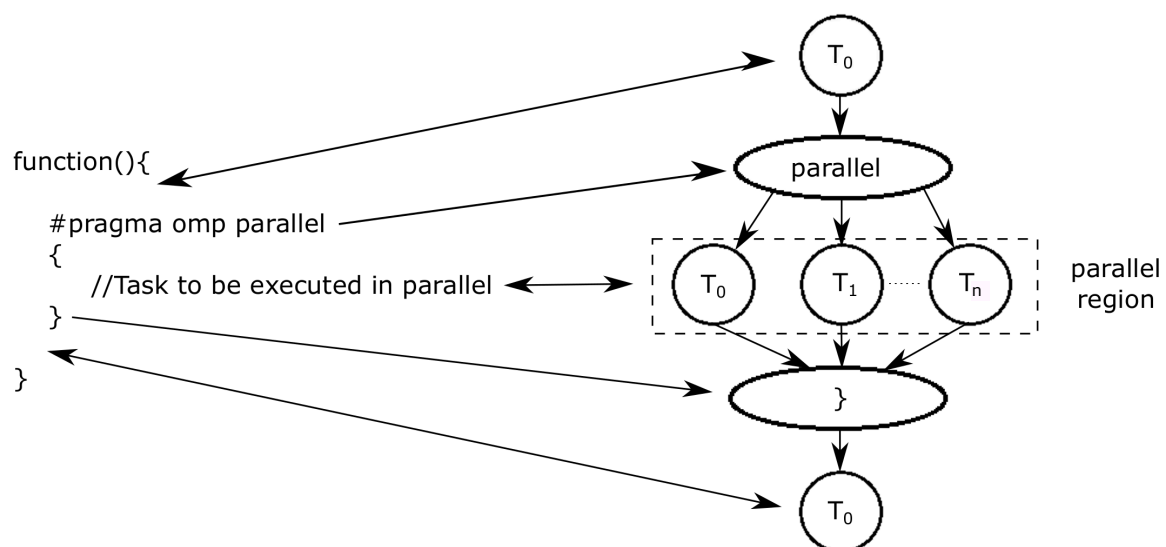 function(){
#pragma omp parallel
{
//Task to be executed in parallel
}
}
T₀
parallel
T₀ T₁ ........ Tₙ
parallel
region
}
T₀